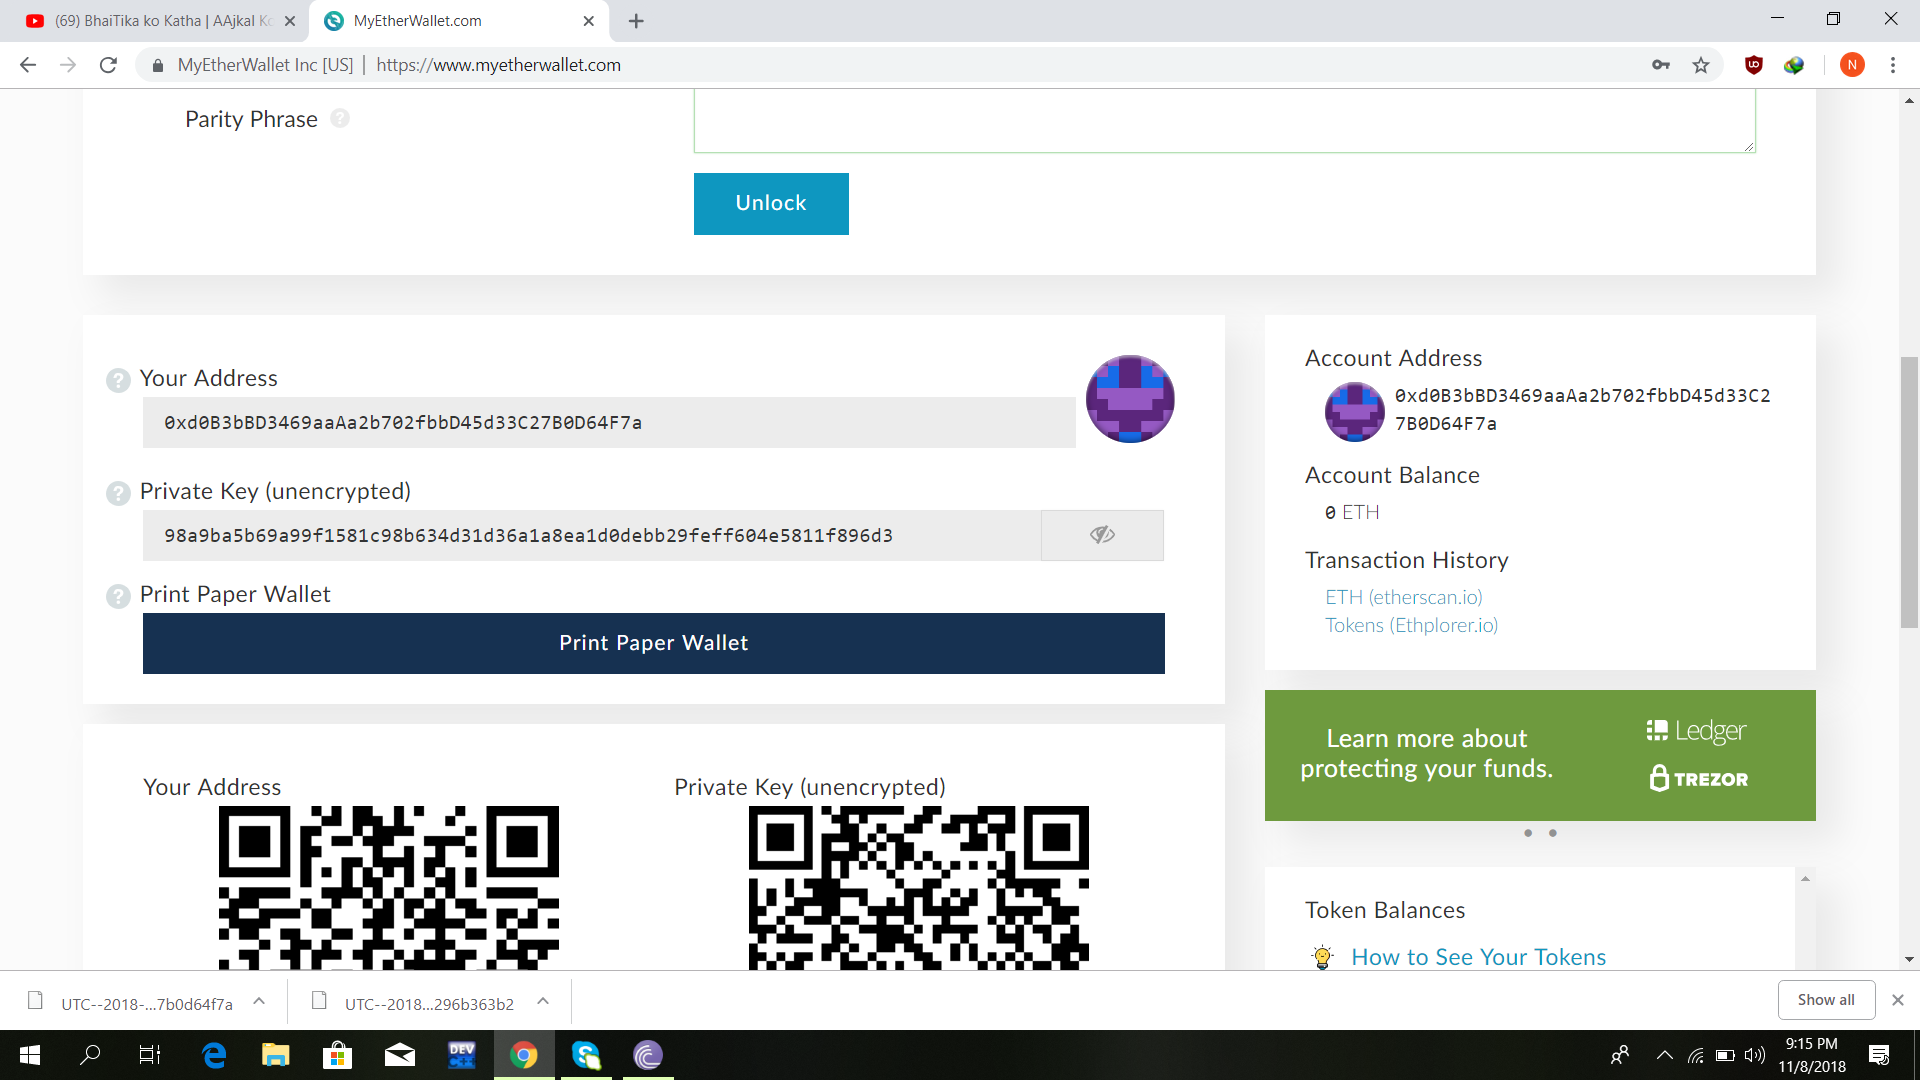 (69) BhaiTika ko Katha | AAjkal Ko
MyEtherWallet.com
MyEtherWallet Inc [US] | https://www.myetherwallet.com
N
Parity Phrase ?
Unlock
? Your Address
0xd0B3bBD3469aaAa2b702fbbD45d33C27B0D64F7a
? Private Key (unencrypted)
98a9ba5b69a99f1581c98b634d31d36a1a8ea1d0debb29feff604e5811f896d3
? Print Paper Wallet
Print Paper Wallet
Your Address
Private Key (unencrypted)
Account Address
0xd0B3bBD3469aaAa2b702fbbD45d33C2
7B0D64F7a
Account Balance
0 ETH
Transaction History
ETH (etherscan.io)
Tokens (Ethplorer.io)
Learn more about
protecting your funds.
Ledger
TREZOR
Token Balances
How to See Your Tokens
UTC--2018-...7b0d64f7a
UTC--2018...296b363b2
Show all
DEV
9:15 PM
11/8/2018